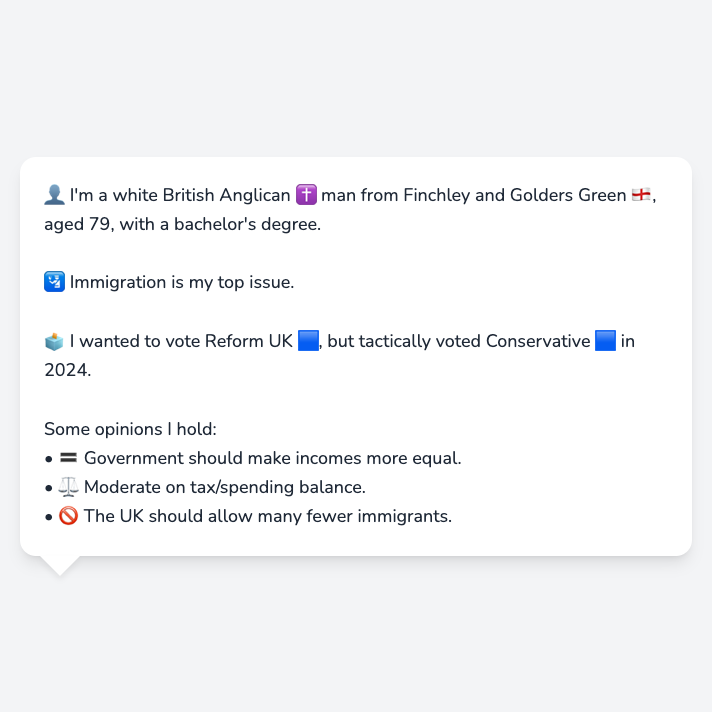 👤 I'm a white British Anglican ✝️ man from Finchley and Golders Green 🏴󠁧󠁢󠁥󠁮󠁧󠁿,
aged 79, with a bachelor's degree.
🛂 Immigration is my top issue.
🗳️ I wanted to vote Reform UK 🟦, but tactically voted Conservative 🟦 in
2024.
Some opinions I hold:
• 🟰 Government should make incomes more equal.
• ⚖️ Moderate on tax/spending balance.
• 🚫 The UK should allow many fewer immigrants.